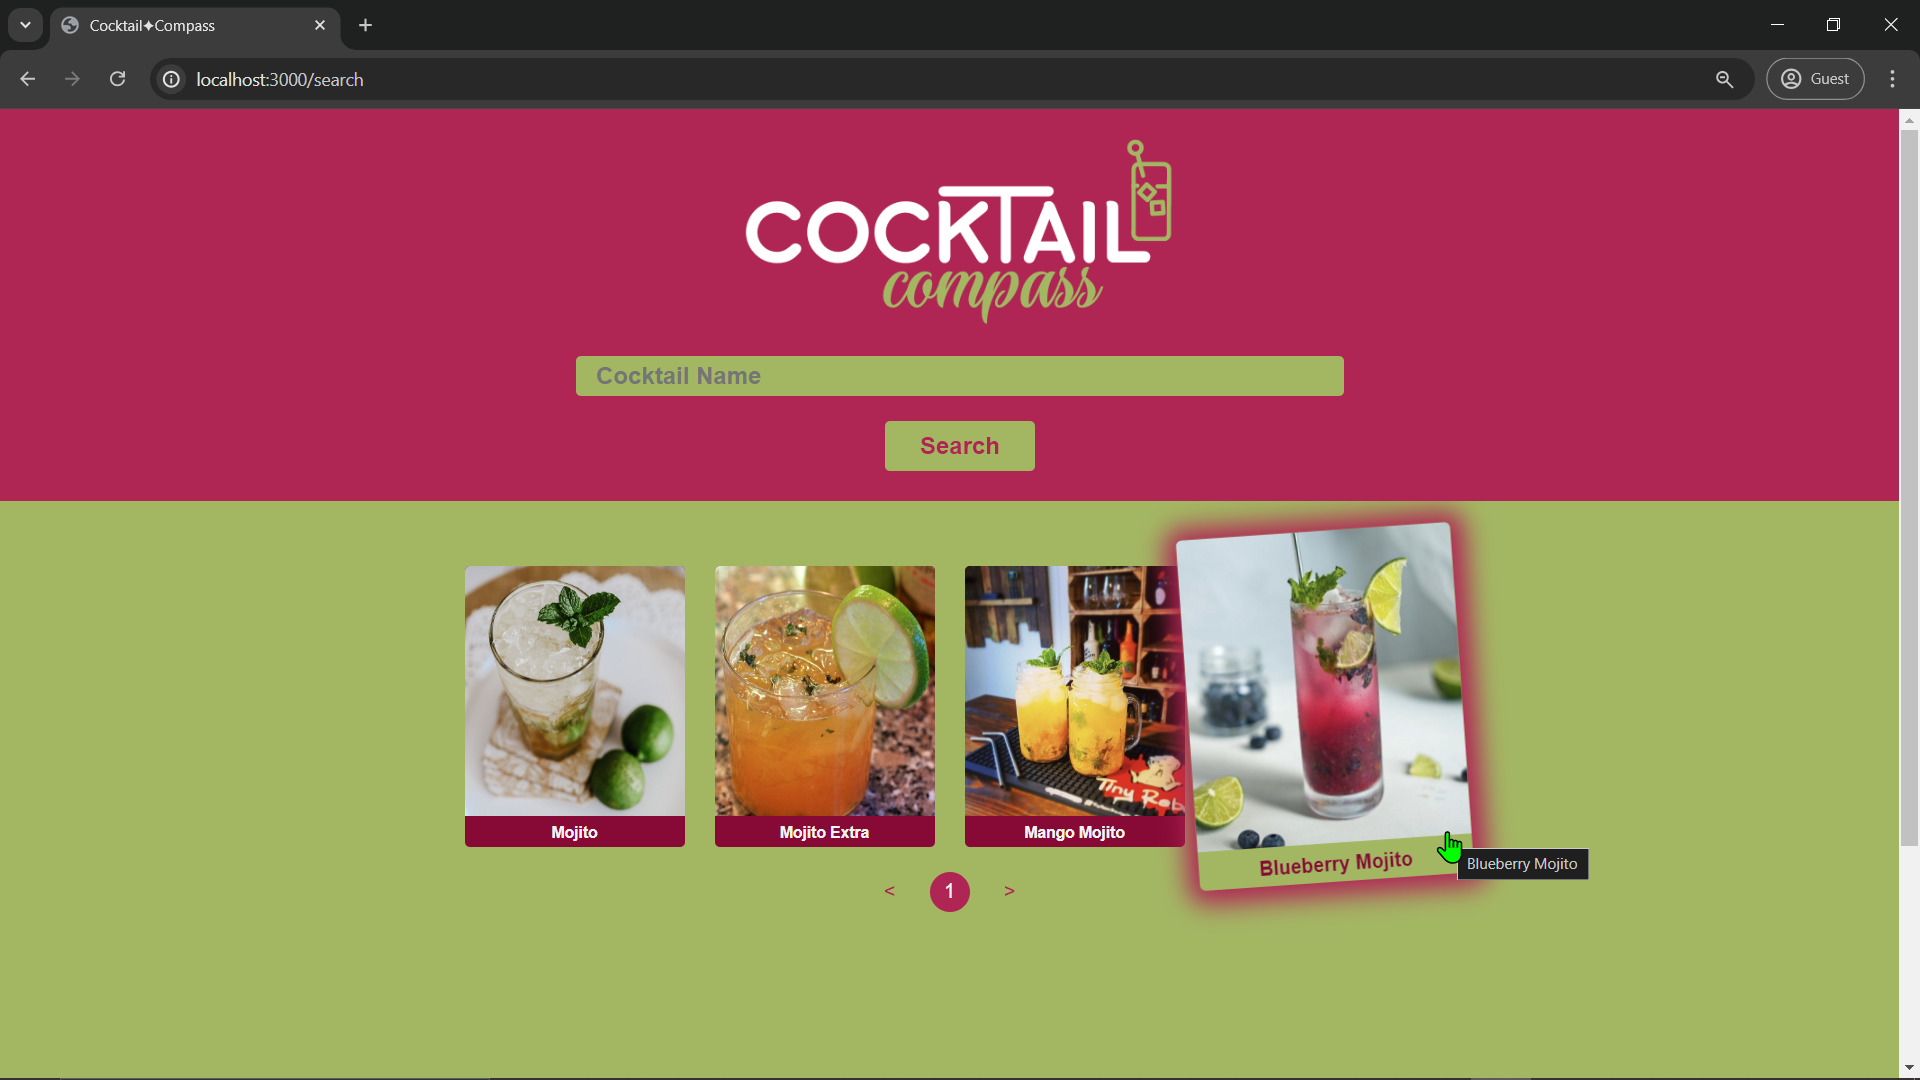 Cocktail✦Compass
localhost:3000/search
Guest
COCKTAIL
compass
Cocktail Name
Search
Tiny Reb
Mojito
Mojito Extra
Mango Mojito
Blueberry Mojito
Blueberry Mojito
< 1 >